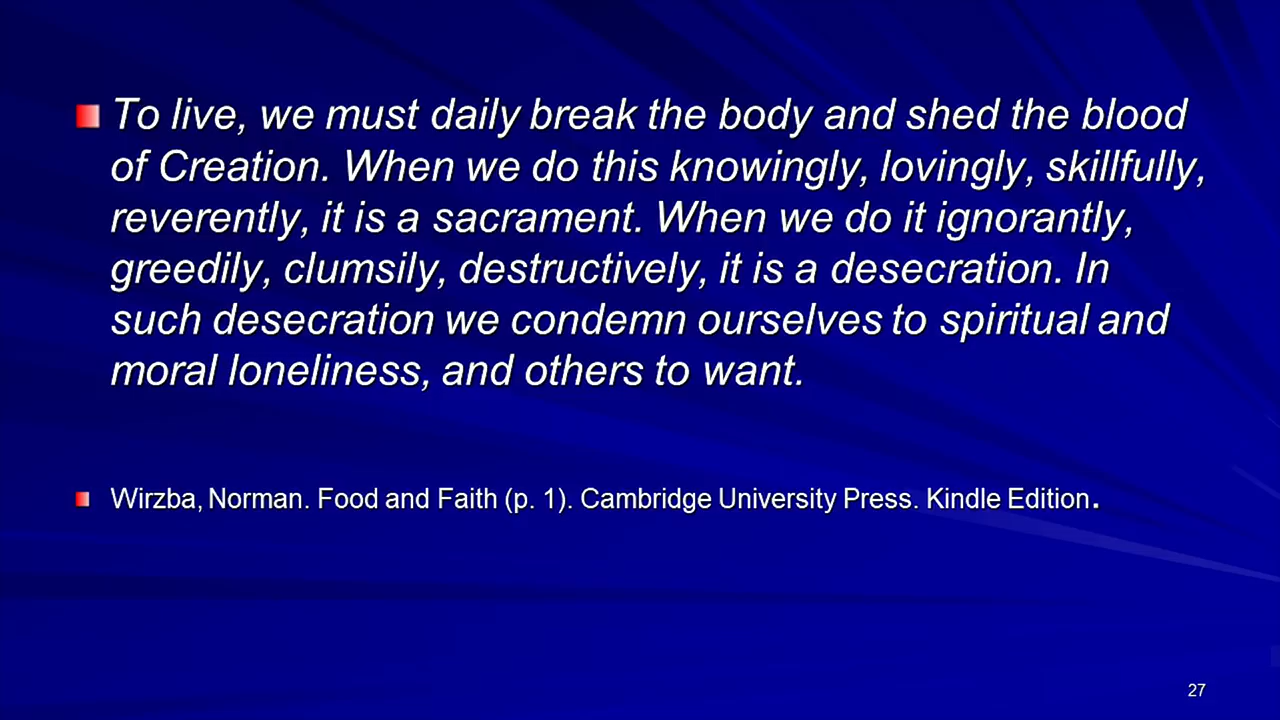 To live, we must daily break the body and shed the blood
of Creation. When we do this knowingly, lovingly, skillfully,
reverently, it is a sacrament. When we do it ignorantly,
greedily, clumsily, destructively, it is a desecration. In
such desecration we condemn ourselves to spiritual and
moral loneliness, and others to want.
Wirzba, Norman. Food and Faith (p. 1). Cambridge University Press. Kindle Edition.
27